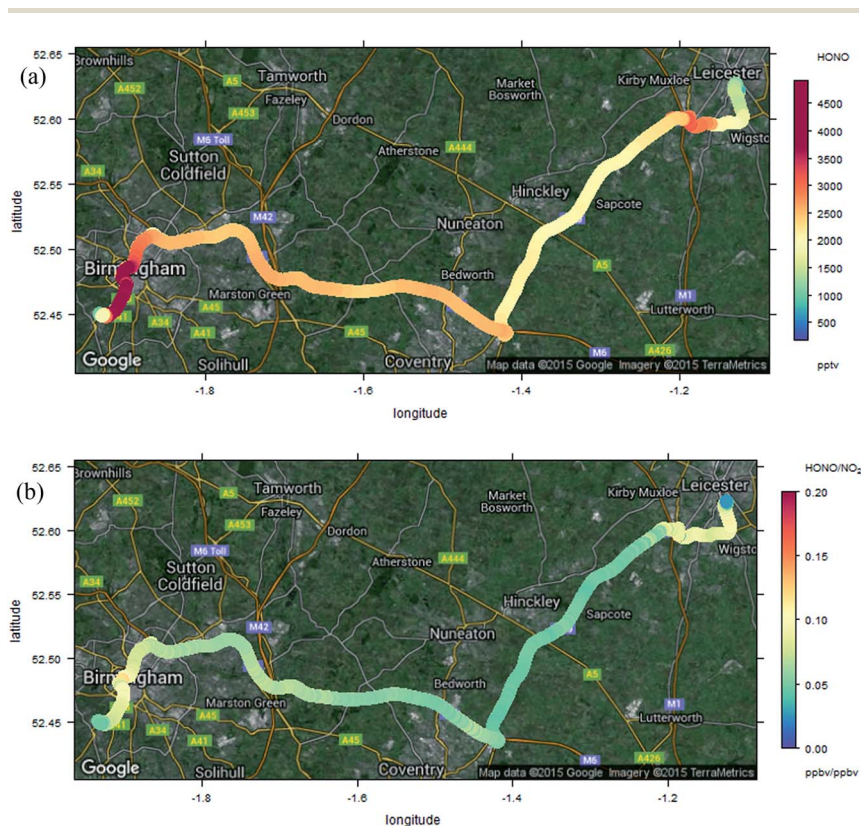 (a)
HONO
52.65
52.60
52.55
52.50
52.45
latitude
Brownhills
A452
A5
Tamworth
A453
Fazeley
M6 Toll
Dordon
Sutton
Coldfield
A34
Atherstone
A444
Market
Bosworth
Kirby Muxloe
Leicester
Wigsto
Hinckley
Sapcote
M42
Nuneaton
Birmingham
Bedworth
A5
M1
Marston Green
A45
A34
A41
A45
Lutterworth
Google
Solihull
Coventry
M6
A426
Map data ©2015 Google Imagery ©2015 TerraMetrics
-1.8
-1.6
-1.4
-1.2
longitude
4500
4000
3500
3000
2500
2000
1500
1000
500
pptv
(b)
HONO/NO2
52.65
52.60
52.55
52.50
52.45
latitude
Brownhills
A452
A5
Tamworth
A453
Fazeley
M6 Toll
Dordon
Sutton
Coldfield
A34
Atherstone
A444
Market
Bosworth
Kirby Muxloe
Leicester
Wigsto
Hinckley
Sapcote
M42
Nuneaton
Birmingham
Bedworth
A5
M1
Marston Green
A45
A34
A41
A45
Lutterworth
Google
Solihull
Coventry
M6
A426
Map data ©2015 Google Imagery ©2015 TerraMetrics
-1.8
-1.6
-1.4
-1.2
longitude
0.20
0.15
0.10
0.05
0.00
ppbv/ppbv